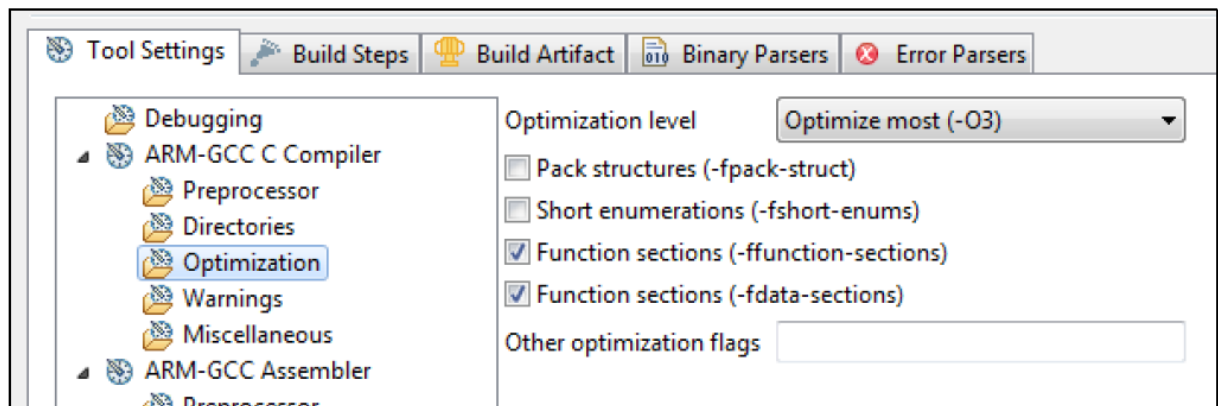 Tool Settings Build Steps Build Artifact Binary Parsers Error Parsers
Debugging
ARM-GCC C Compiler
Preprocessor
Directories
Optimization
Warnings
Miscellaneous
ARM-GCC Assembler
Preprocessor
Optimization level Optimize most (-O3)
Pack structures (-fpack-struct)
Short enumerations (-fshort-enums)
Function sections (-ffunction-sections)
Function sections (-fdata-sections)
Other optimization flags